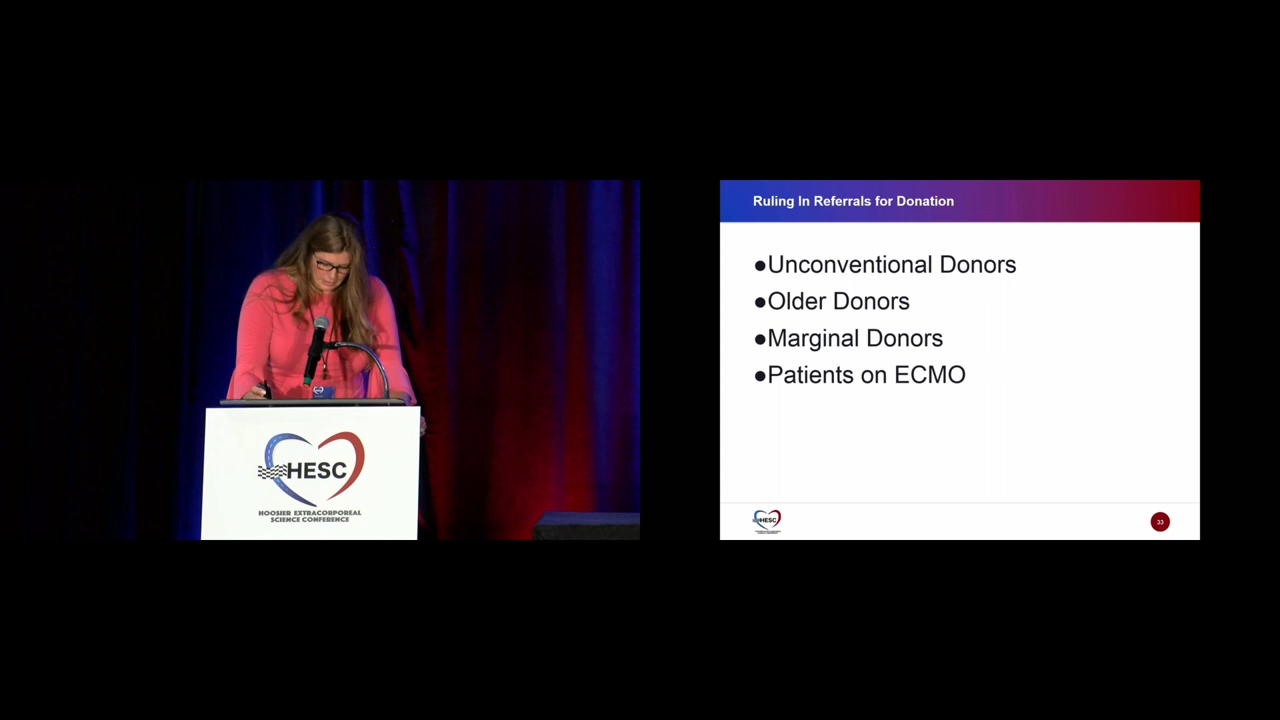 HESC
HOOSIER EXTRACORPOREAL
SCIENCE CONFERENCE
Ruling In Referrals for Donation
●Unconventional Donors
●Older Donors
●Marginal Donors
●Patients on ECMO
HESC
33